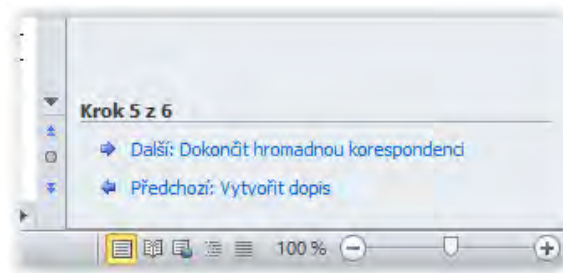 Krok 5 z 6
Další: Dokončit hromadnou korespondenci
Předchozí: Vytvořit dopis
100 %